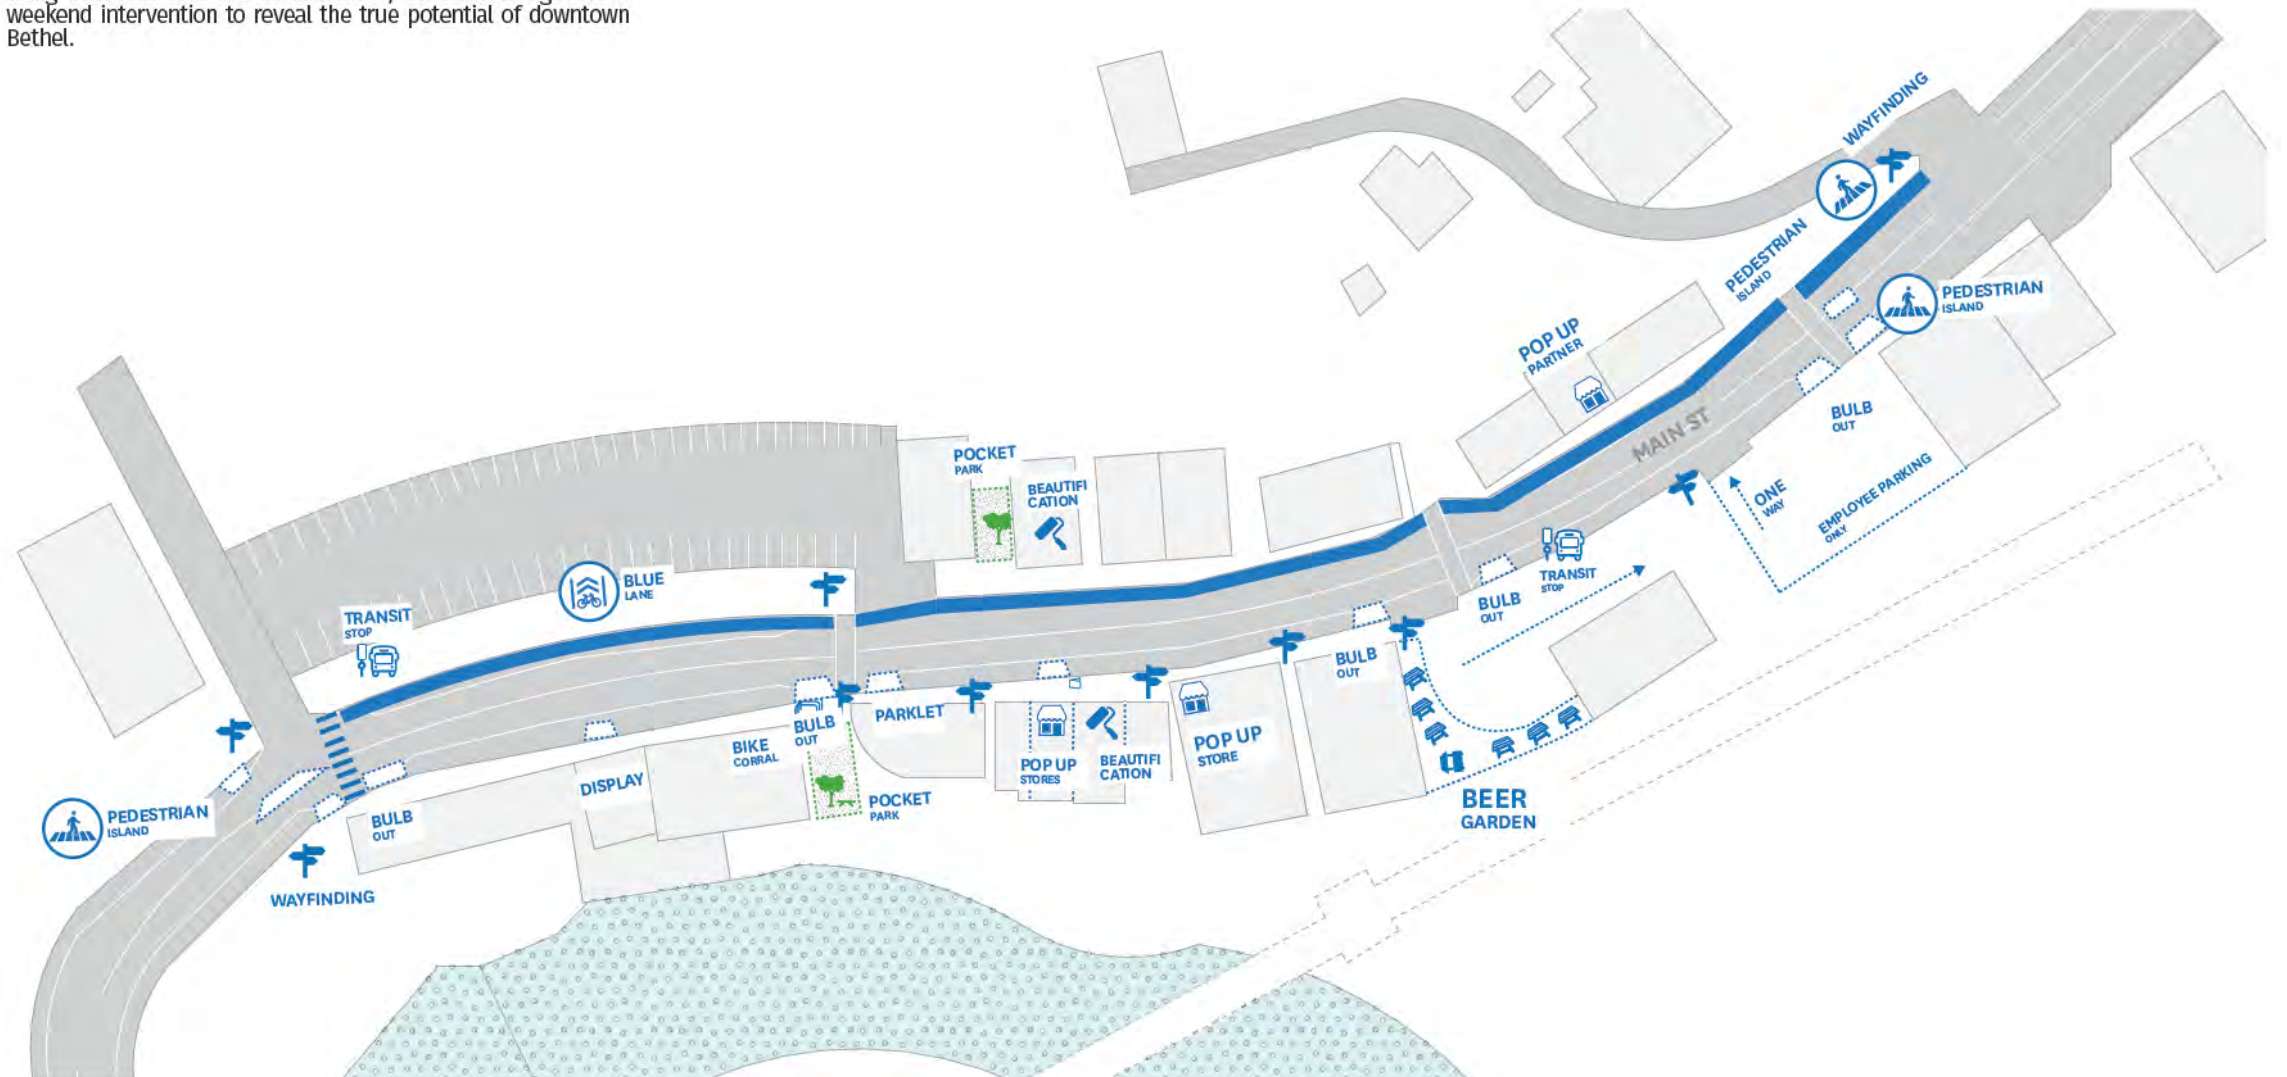 weekend intervention to reveal the true potential of downtown
Bethel.
WAYFINDING
PEDESTRIAN
ISLAND
PEDESTRIAN
ISLAND
POP UP
PARTNER
MAIN ST
BULB
OUT
POCKET
PARK
BEAUTIFI
CATION
ONE
WAY
EMPLOYEE PARKING
ONLY
BLUE
LANE
TRANSIT
STOP
TRANSIT
STOP
BULB
OUT
BULB
OUT
PARKLET
BULB
OUT
BIKE
CORRAL
POP UP
STORE
POP UP
STORES
BEAUTIFI
CATION
DISPLAY
POCKET
PARK
BEER
GARDEN
PEDESTRIAN
ISLAND
BULB
OUT
WAYFINDING